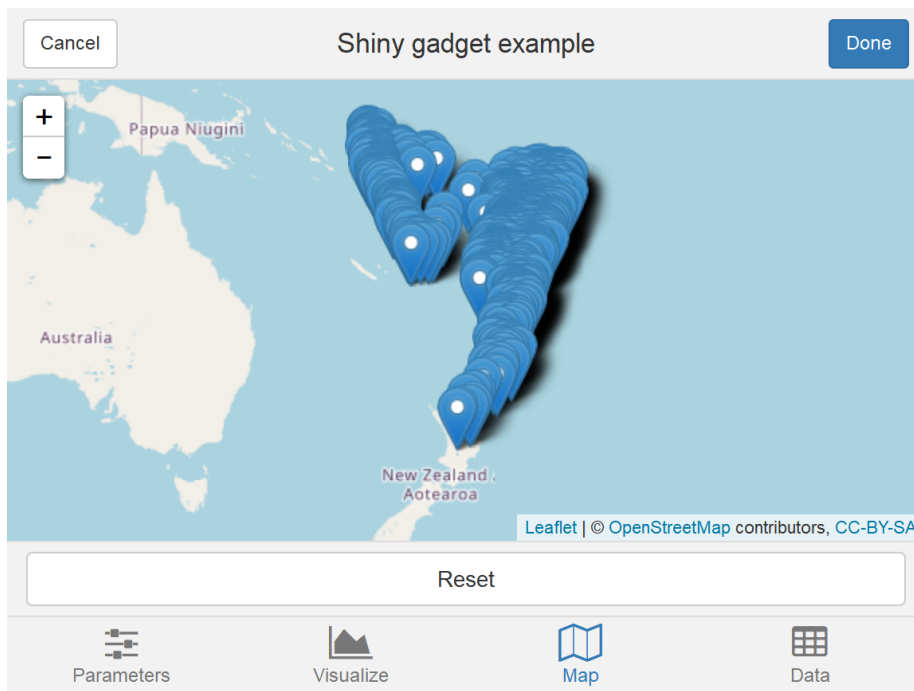 Cancel
Shiny gadget example
Done
+
−
Papua Niugini
Australia
New Zealand /
Aotearoa
Leaflet | © OpenStreetMap contributors, CC-BY-SA
Reset
Parameters
Visualize
Map
Data